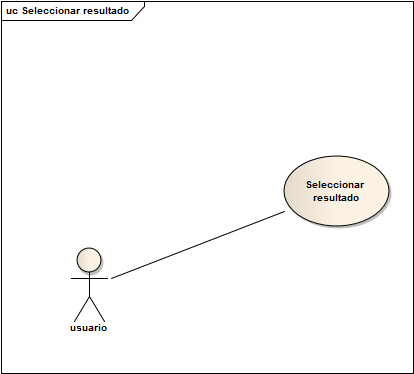 uc Seleccionar resultado
Seleccionar
resultado
usuario